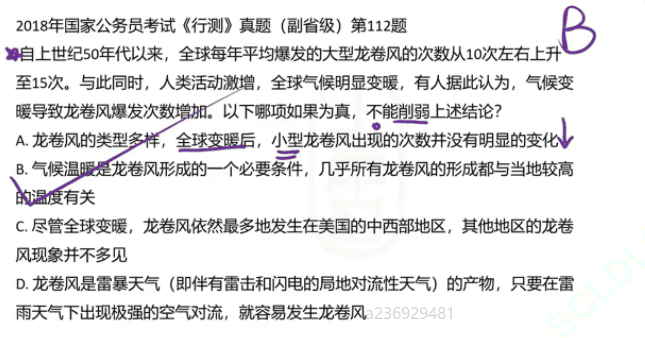 2018年国家公务员考试《行测》真题（副省级）第112题
B
自上世纪50年代以来，全球每年平均爆发的大型龙卷风的次数从10次左右上升
至15次。与此同时，人类活动激增，全球气候明显变暖，有人据此认为，气候变
暖导致龙卷风爆发次数增加。以下哪项如果为真，不能削弱上述结论？
A. 龙卷风的类型多样，全球变暖后，小型龙卷风出现的次数并没有明显的变化
B. 气候温暖是龙卷风形成的一个必要条件，几乎所有龙卷风的形成都与当地较高
的温度有关
C. 尽管全球变暖，龙卷风依然最多地发生在美国的中西部地区，其他地区的龙卷
风现象并不多见
D. 龙卷风是雷暴天气（即伴有雷击和闪电的局地对流性天气）的产物，只要在雷
雨天气下出现极强的空气对流，就容易发生龙卷风
a236929481
SCLDL